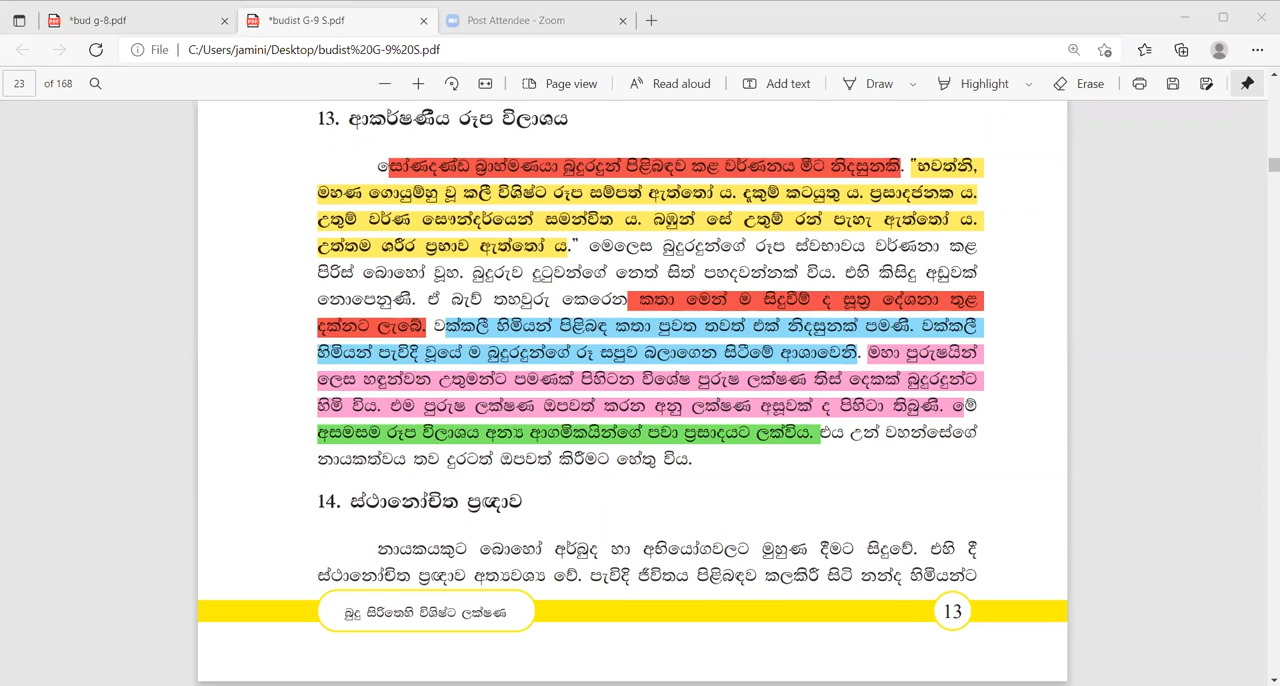 *bud g-8.pdf
*budist G-9 S.pdf
Post Attendee - Zoom
File
C:/Users/jamini/Desktop/budist%20G-9%20S.pdf
23 of 168
Page view
Read aloud
Add text
Draw
Highlight
Erase
13. ආකර්ෂණීය රූප විලාශය
සෝණදණ්ඩ බ්‍රාහ්මණයා බුදුරදුන් පිළිබඳව කළ වර්ණනය මීට නිදසුනකි. "භවත්නි,
මහණ ගොයුම්හු වූ කලී විශිෂ්ට රූප සම්පත් ඇත්තෝ ය. දැකුම් කටයුතු ය. ප්‍රසාදජනක ය.
උතුම් වර්ණ සෞන්දර්යෙන් සමන්විත ය. බඹුන් සේ උතුම් රන් පැහැ ඇත්තෝ ය.
උත්තම ශරීර ප්‍රභාව ඇත්තෝ ය." මෙලෙස බුදුරදුන්ගේ රූප ස්වභාවය වර්ණනා කළ
පිරිස් බොහෝ වූහ. බුදුරුව දුටුවන්ගේ නෙත් සිත් පහදවන්නක් විය. එහි කිසිදු අඩුවක්
නොපෙනුණි. ඒ බැව් තහවුරු කෙරෙන කතා මෙන් ම සිදුවීම් ද සූත්‍ර දේශනා තුළ
දක්නට ලැබේ. වක්කලී හිමියන් පිළිබඳ කතා පුවත තවත් එක් නිදසුනක් පමණි. වක්කලී
හිමියන් පැවිදි වූයේ ම බුදුරදුන්ගේ රූ සපුව බලාගෙන සිටීමේ ආශාවෙනි. මහා පුරුෂයින්
ලෙස හඳුන්වන උතුමන්ට පමණක් පිහිටන විශේෂ පුරුෂ ලක්ෂණ තිස් දෙකක් බුදුරදුන්ට
හිමි විය. එම පුරුෂ ලක්ෂණ ඔපවත් කරන අනු ලක්ෂණ අසූවක් ද පිහිටා තිබුණි. මේ
අසමසම රූප විලාශය අන්‍ය ආගමිකයින්ගේ පවා ප්‍රසාදයට ලක්විය. එය උන් වහන්සේගේ
නායකත්වය තව දුරටත් ඔපවත් කිරීමට හේතු විය.
14. ස්ථානෝචිත ප්‍රඥාව
නායකයකුට බොහෝ අර්බුද හා අභියෝගවලට මුහුණ දීමට සිදුවේ. එහි දී
ස්ථානෝචිත ප්‍රඥාව අත්‍යවශ්‍ය වේ. පැවිදි ජීවිතය පිළිබඳව කලකිරී සිටි නන්ද හිමියන්ට
බුදු සිරිතෙහි විශිෂ්ට ලක්ෂණ
13